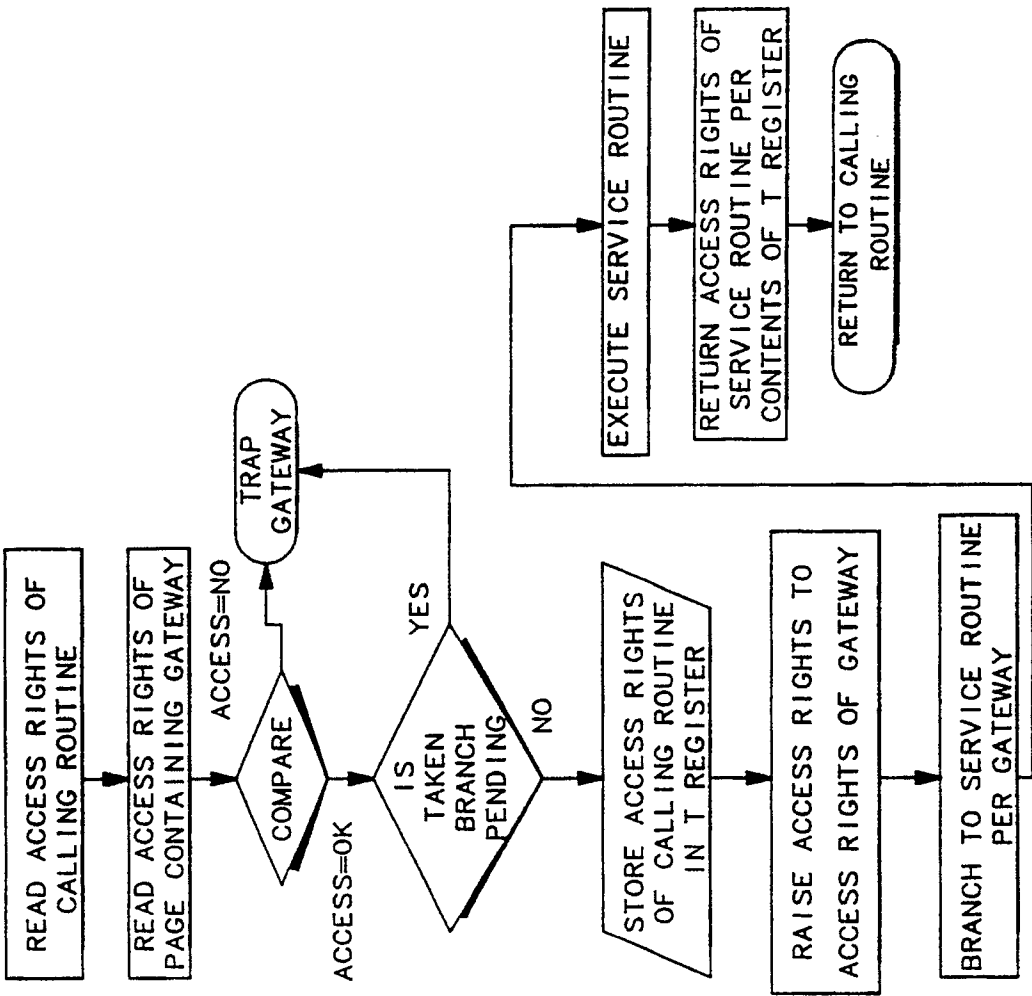 READ ACCESS RIGHTS OF
CALLING ROUTINE
READ ACCESS RIGHTS OF
PAGE CONTAINING GATEWAY
ACCESS=NO
COMPARE
TRAP
GATEWAY
ACCESS=OK
IS
TAKEN
BRANCH
PENDING
YES
NO
STORE ACCESS RIGHTS
OF CALLING ROUTINE
IN T REGISTER
RAISE ACCESS RIGHTS TO
ACCESS RIGHTS OF GATEWAY
BRANCH TO SERVICE ROUTINE
PER GATEWAY
EXECUTE SERVICE ROUTINE
RETURN ACCESS RIGHTS OF
SERVICE ROUTINE PER
CONTENTS OF T REGISTER
RETURN TO CALLING
ROUTINE